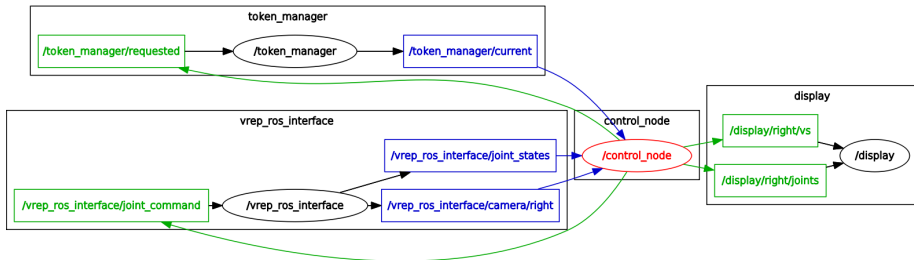 token_manager
/token_manager/requested
/token_manager
/token_manager/current
vrep_ros_interface
/vrep_ros_interface/joint_states
/vrep_ros_interface/joint_command
/vrep_ros_interface
/vrep_ros_interface/camera/right
control_node
/control_node
display
/display/right/vs
/display/right/joints
/display